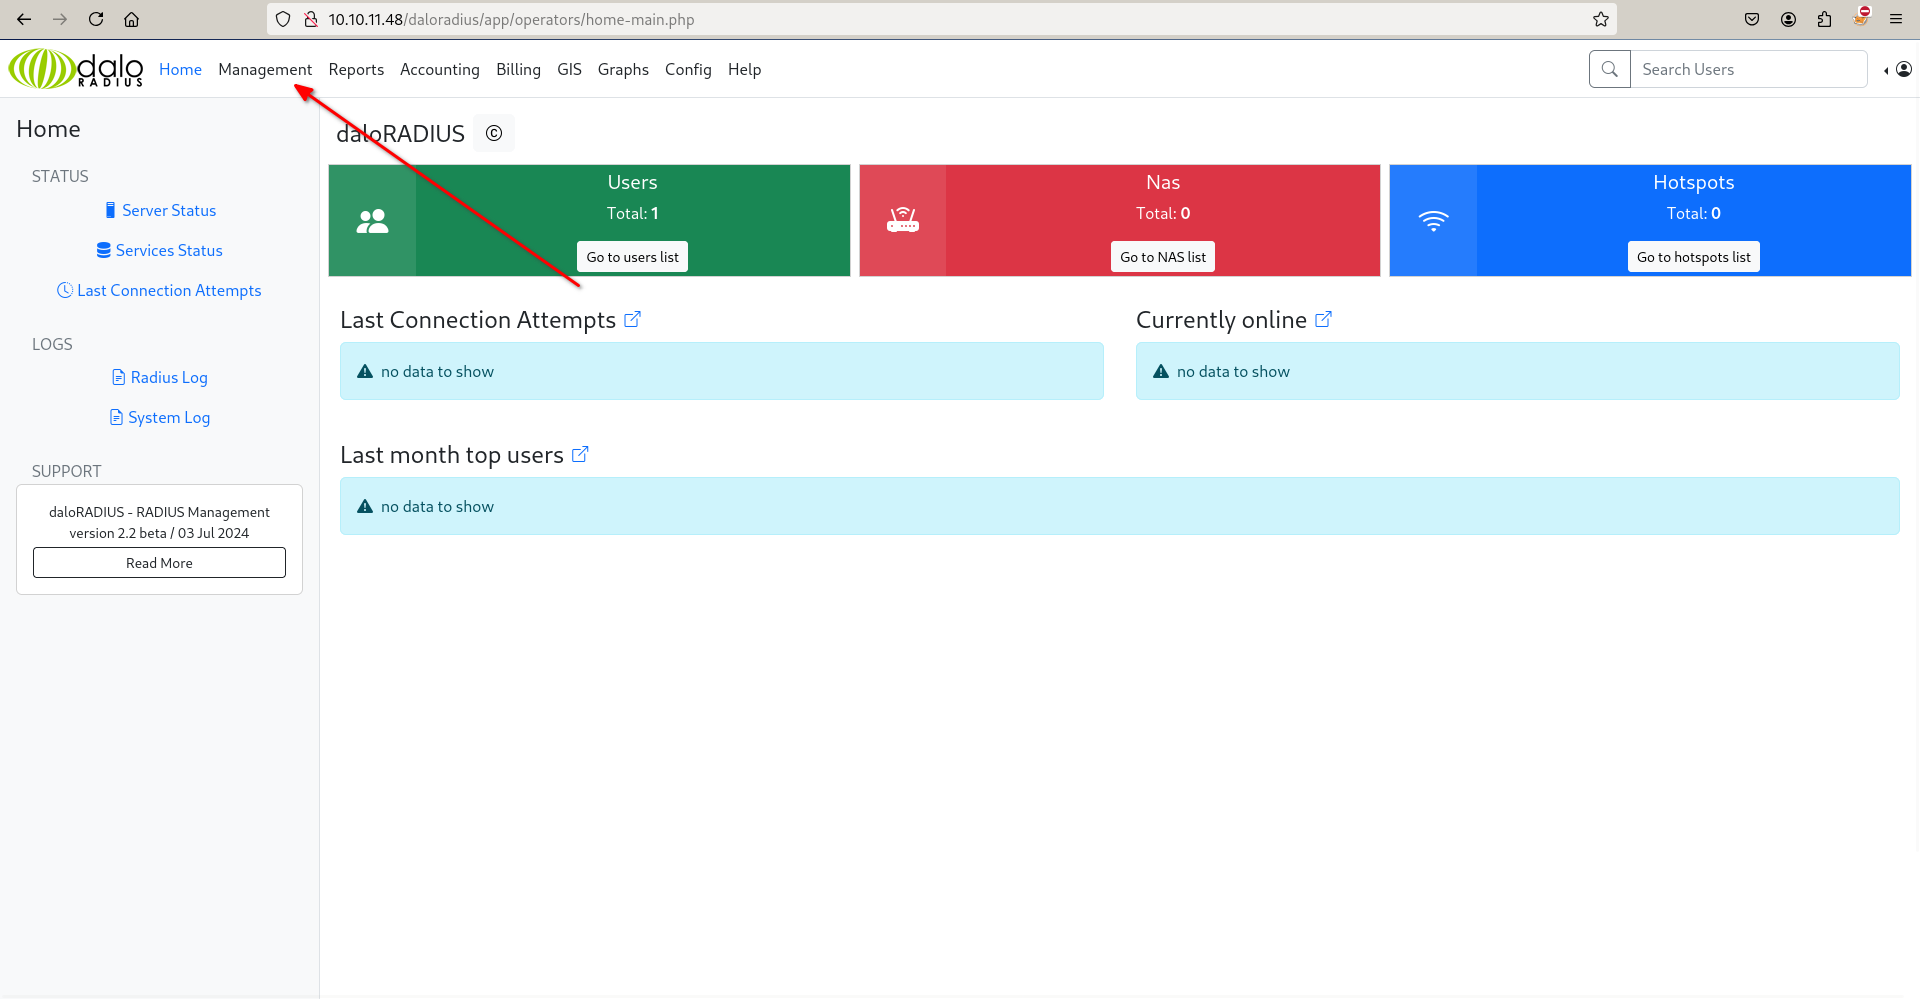 10.10.11.48/daloradius/app/operators/home-main.php
dalo RADIUS Home Management Reports Accounting Billing GIS Graphs Config Help Search Users
Home
STATUS
Server Status
Services Status
Last Connection Attempts
LOGS
Radius Log
System Log
SUPPORT
daloRADIUS - RADIUS Management
version 2.2 beta / 03 Jul 2024
Read More
daloRADIUS ©
Users
Total: 1
Go to users list
Nas
Total: 0
Go to NAS list
Hotspots
Total: 0
Go to hotspots list
Last Connection Attempts
no data to show
Currently online
no data to show
Last month top users
no data to show